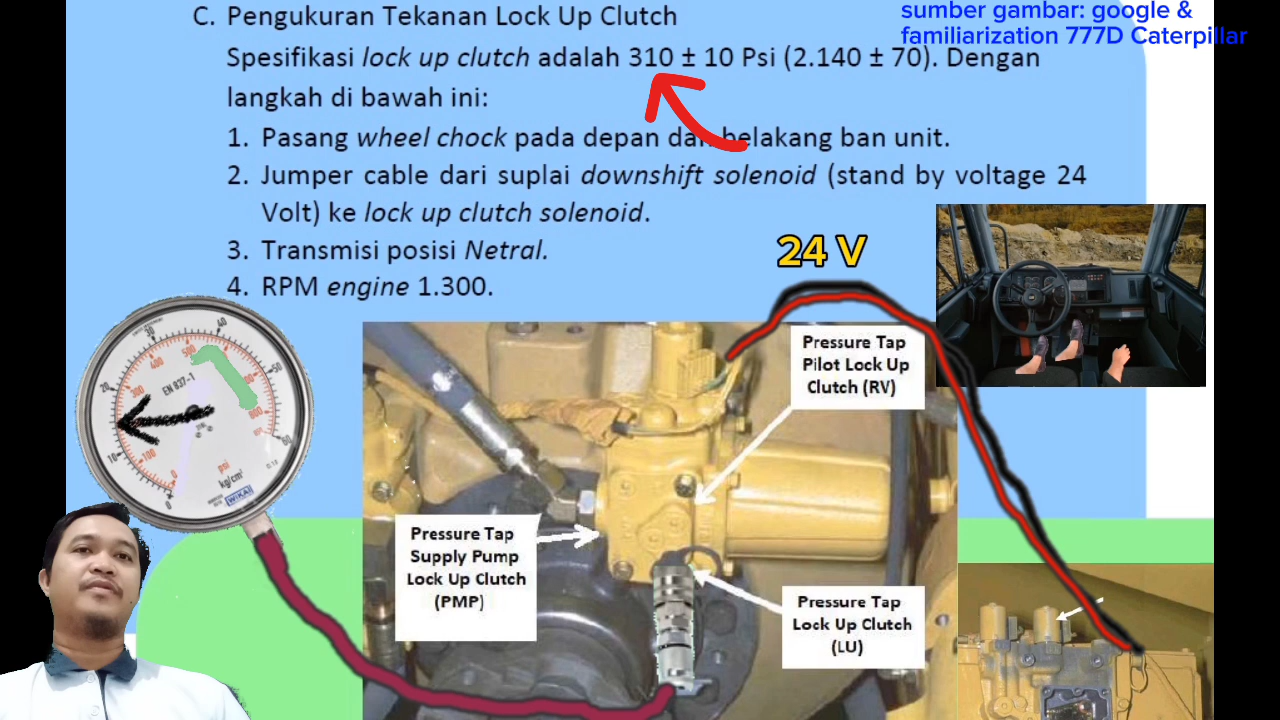 sumber gambar: google &
familiarization 777D Caterpillar
C. Pengukuran Tekanan Lock Up Clutch
Spesifikasi lock up clutch adalah 310 ± 10 Psi (2.140 ± 70). Dengan
langkah di bawah ini:
1. Pasang wheel chock pada depan dan belakang ban unit.
2. Jumper cable dari suplai downshift solenoid (stand by voltage 24
Volt) ke lock up clutch solenoid.
3. Transmisi posisi Netral.
4. RPM engine 1.300.
24 V
Pressure Tap
Pilot Lock Up
Clutch (RV)
Pressure Tap
Supply Pump
Lock Up Clutch
(PMP)
Pressure Tap
Lock Up Clutch
(LU)
EN 837-1
psi
kg/cm²
WIKAI